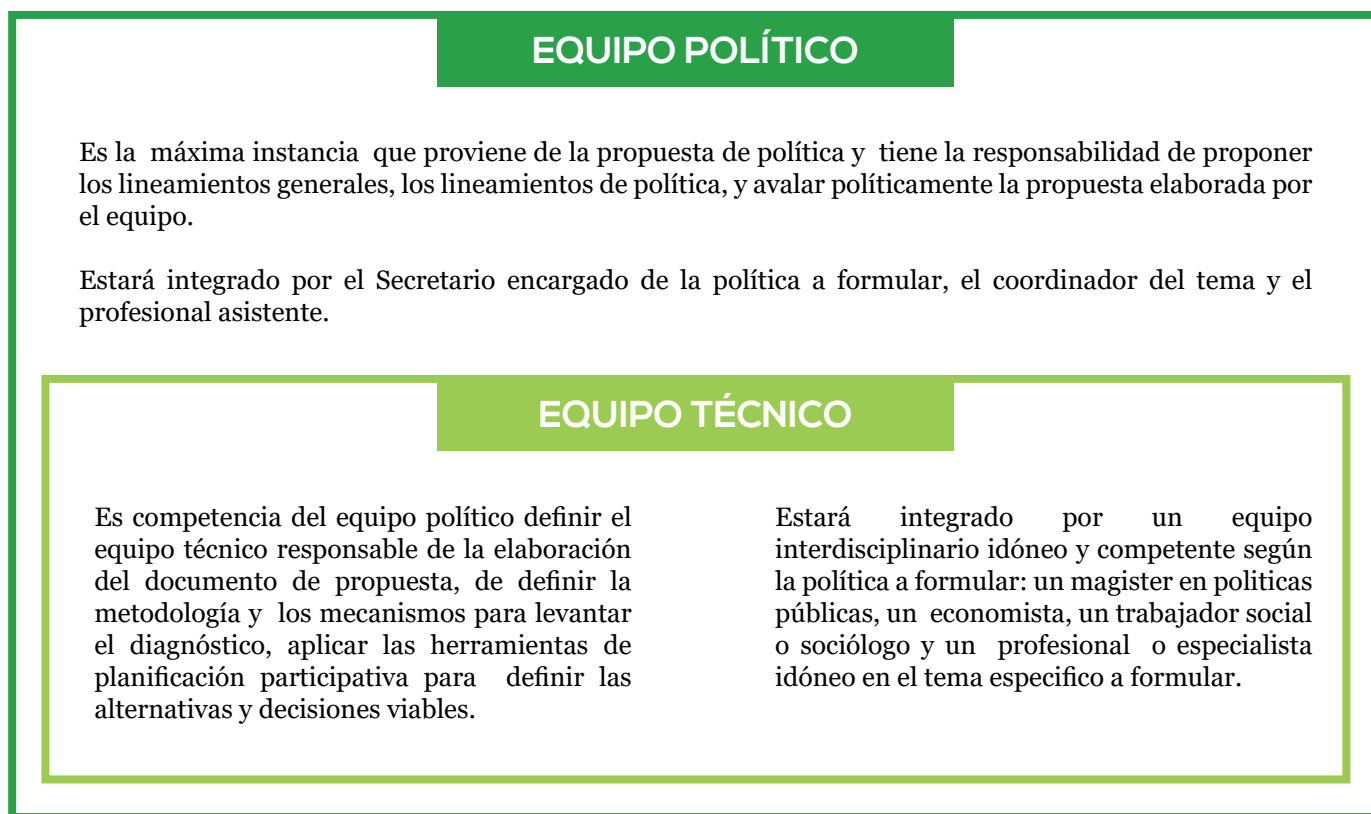 EQUIPO POLÍTICO
Es la máxima instancia que proviene de la propuesta de política y tiene la responsabilidad de proponer
los lineamientos generales, los lineamientos de política, y avalar políticamente la propuesta elaborada por
el equipo.
Estará integrado por el Secretario encargado de la política a formular, el coordinador del tema y el
profesional asistente.
EQUIPO TÉCNICO
Es competencia del equipo político definir el
equipo técnico responsable de la elaboración
del documento de propuesta, de definir la
metodología y los mecanismos para levantar
el diagnóstico, aplicar las herramientas de
planificación participativa para definir las
alternativas y decisiones viables.
Estará integrado por un equipo
interdisciplinario idóneo y competente según
la política a formular: un magister en politicas
públicas, un economista, un trabajador social
o sociólogo y un profesional o especialista
idóneo en el tema especifico a formular.